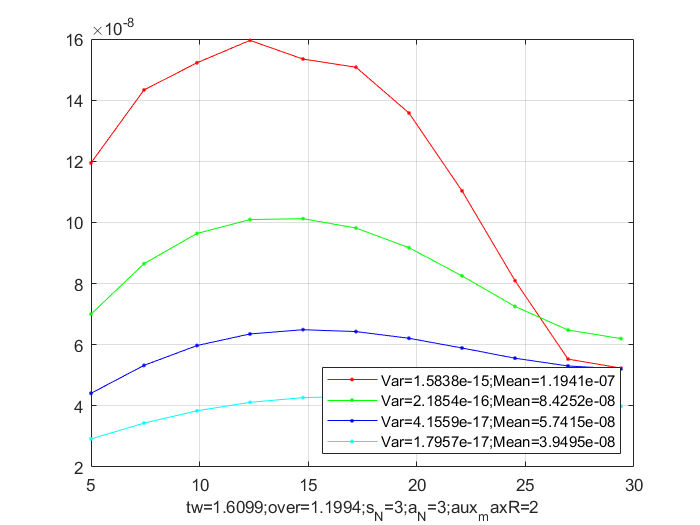 ×10-8
16
14
12
10
8
6
4
2
5 10 15 20 25 30
Var=1.5838e-15;Mean=1.1941e-07
Var=2.1854e-16;Mean=8.4252e-08
Var=4.1559e-17;Mean=5.7415e-08
Var=1.7957e-17;Mean=3.9495e-08
tw=1.6099;over=1.1994;sN=3;aN=3;auxmaxR=2